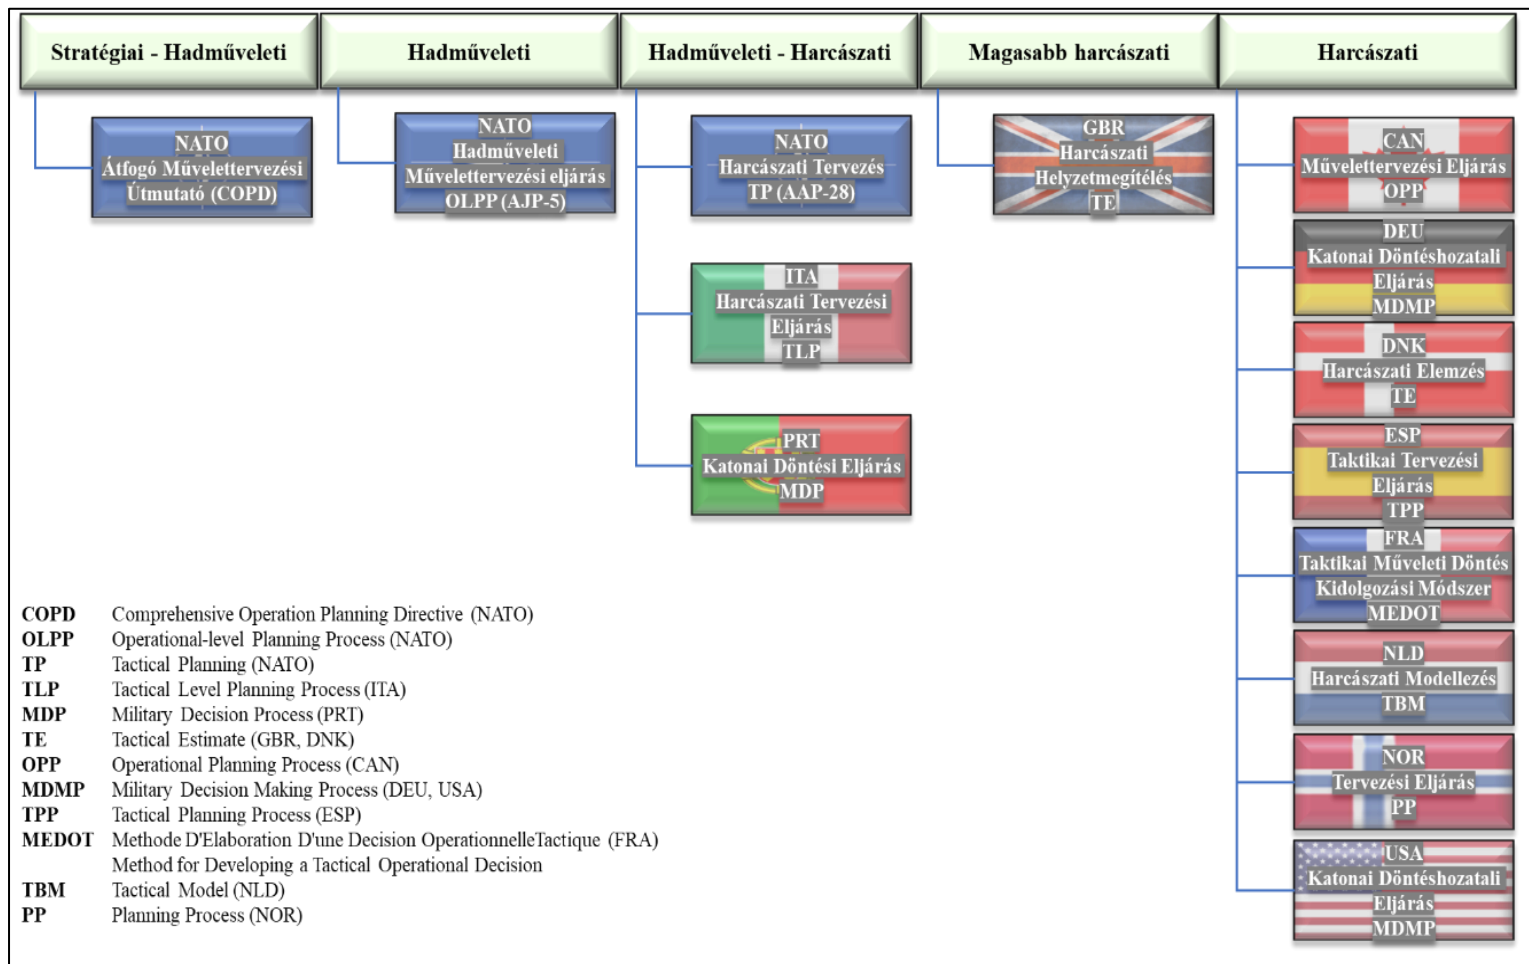 Stratégiai - Hadműveleti
Hadműveleti
Hadműveleti - Harcászati
Magasabb harcászati
Harcászati
NATO
Átfogó Művelettervezési
Útmutató (COPD)
NATO
Hadműveleti
Művelettervezési eljárás
OLPP (AJP-5)
NATO
Harcászati Tervezés
TP (AAP-28)
ITA
Harcászati Tervezési
Eljárás
TLP
PRT
Katonai Döntési Eljárás
MDP
GBR
Harcászati
Helyzetmegítélés
TE
CAN
Művelettervezési Eljárás
OPP
DEU
Katonai Döntéshozatali
Eljárás
MDMP
DNK
Harcászati Elemzés
TE
ESP
Taktikai Tervezési
Eljárás
TPP
FRA
Taktikai Műveleti Döntés
Kidolgozási Módszer
MEDOT
NLD
Harcászati Modellezés
TBM
NOR
Tervezési Eljárás
PP
USA
Katonai Döntéshozatali
Eljárás
MDMP
COPD Comprehensive Operation Planning Directive (NATO)
OLPP Operational-level Planning Process (NATO)
TP Tactical Planning (NATO)
TLP Tactical Level Planning Process (ITA)
MDP Military Decision Process (PRT)
TE Tactical Estimate (GBR, DNK)
OPP Operational Planning Process (CAN)
MDMP Military Decision Making Process (DEU, USA)
TPP Tactical Planning Process (ESP)
MEDOT Methode D'Elaboration D'une Decision OperationnelleTactique (FRA)
Method for Developing a Tactical Operational Decision
TBM Tactical Model (NLD)
PP Planning Process (NOR)